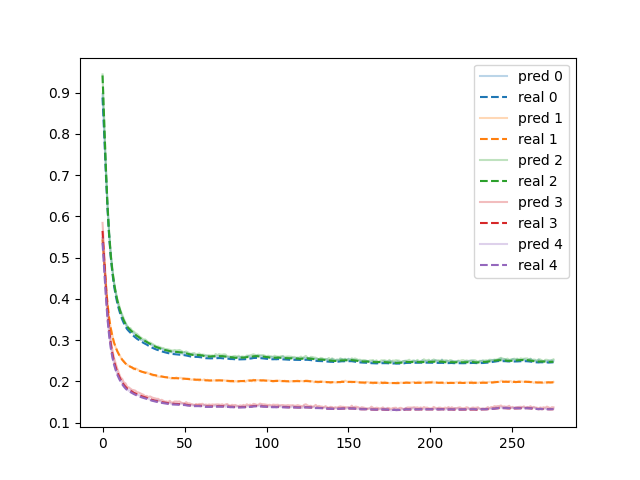 0.9
0.8
0.7
0.6
0.5
0.4
0.3
0.2
0.1
0
50
100
150
200
250
pred 0
real 0
pred 1
real 1
pred 2
real 2
pred 3
real 3
pred 4
real 4